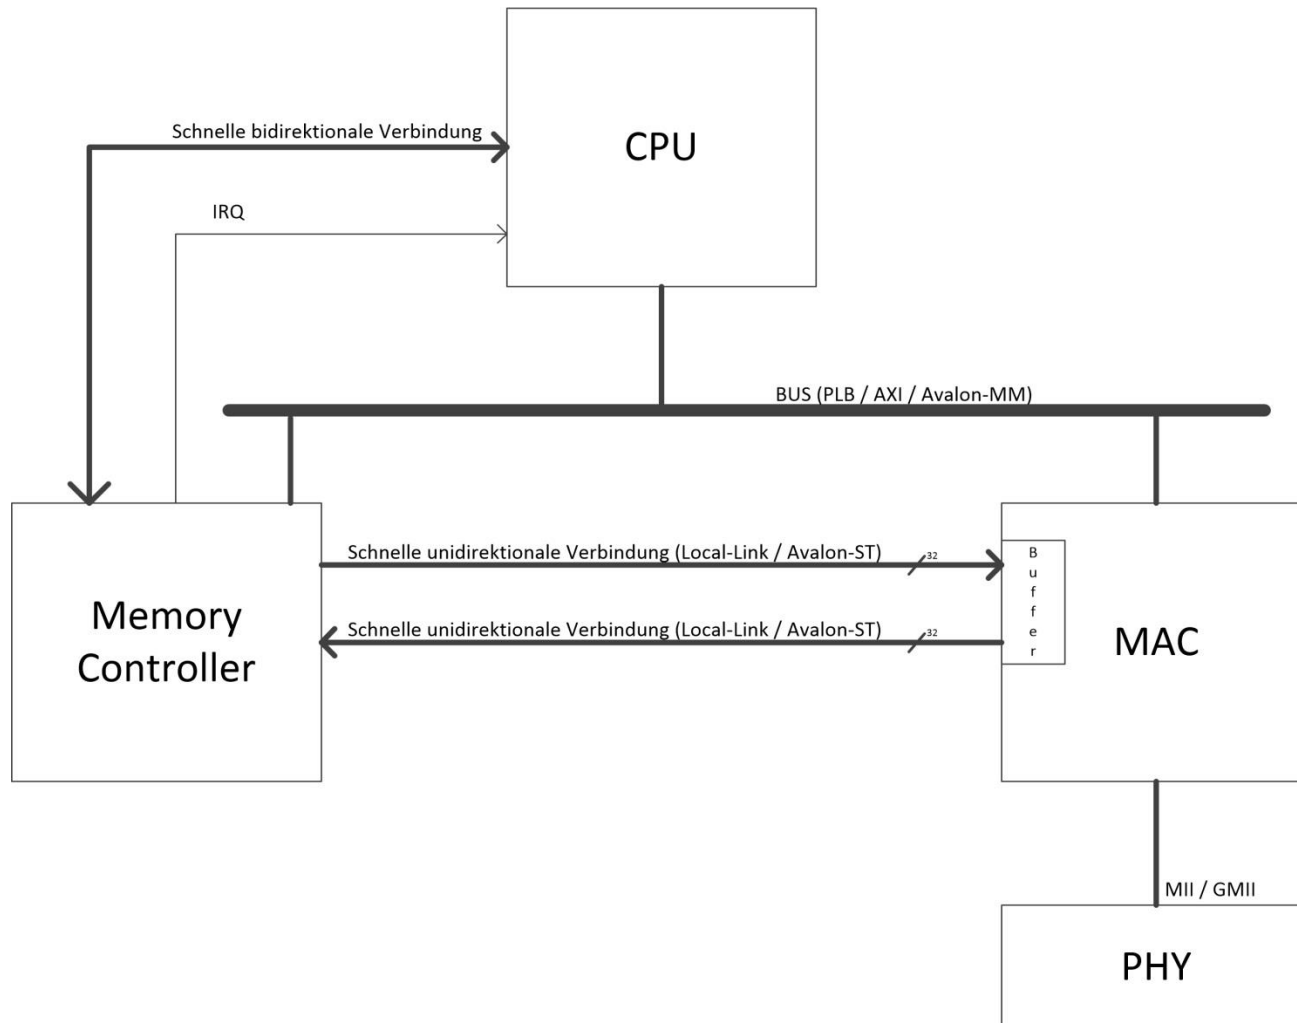 CPU
Schnelle bidirektionale Verbindung
IRQ
BUS (PLB / AXI / Avalon-MM)
Schnelle unidirektionale Verbindung (Local-Link / Avalon-ST)
32
Buffer
Memory
Controller
Schnelle unidirektionale Verbindung (Local-Link / Avalon-ST)
32
MAC
MII / GMII
PHY